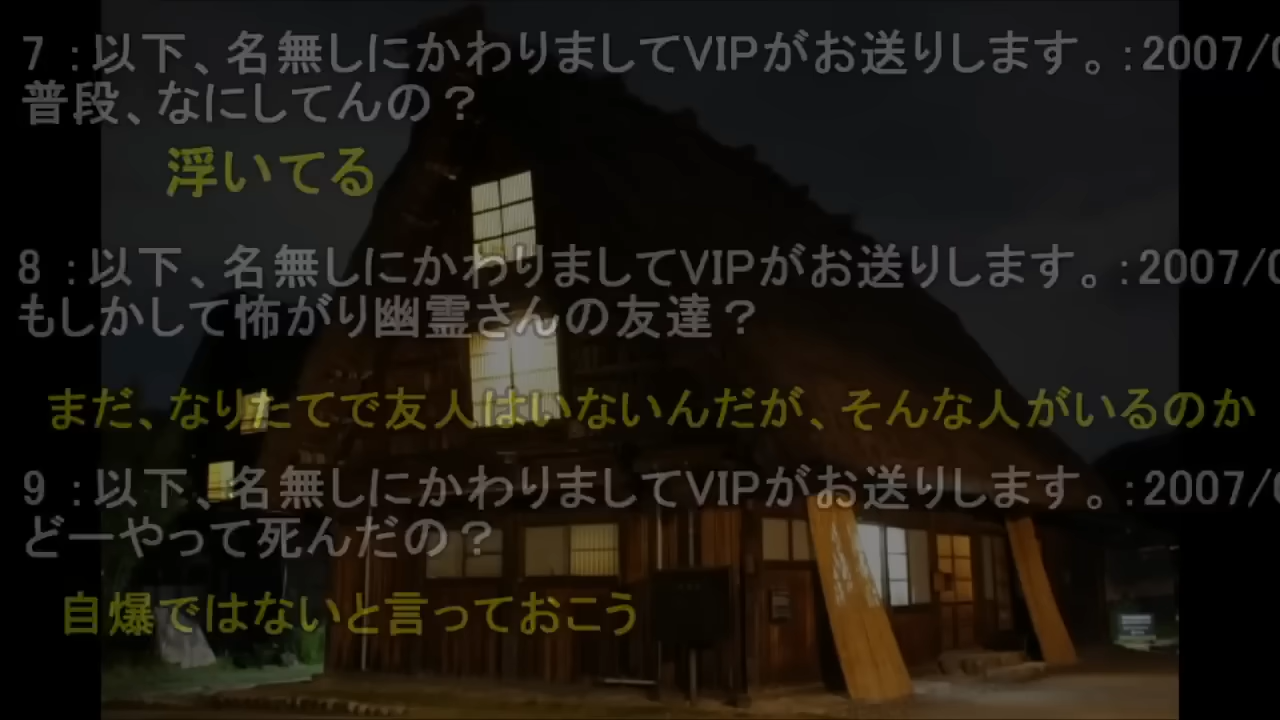 7 ：以下、名無しにかわりましてVIPがお送りします。：2007/0
普段、なにしてんの？
浮いてる
8 ：以下、名無しにかわりましてVIPがお送りします。：2007/0
もしかして怖がり幽霊さんの友達？
まだ、なりたてで友人はいないんだが、そんな人がいるのか
9 ：以下、名無しにかわりましてVIPがお送りします。：2007/0
どーやって死んだの？
自爆ではないと言っておこう